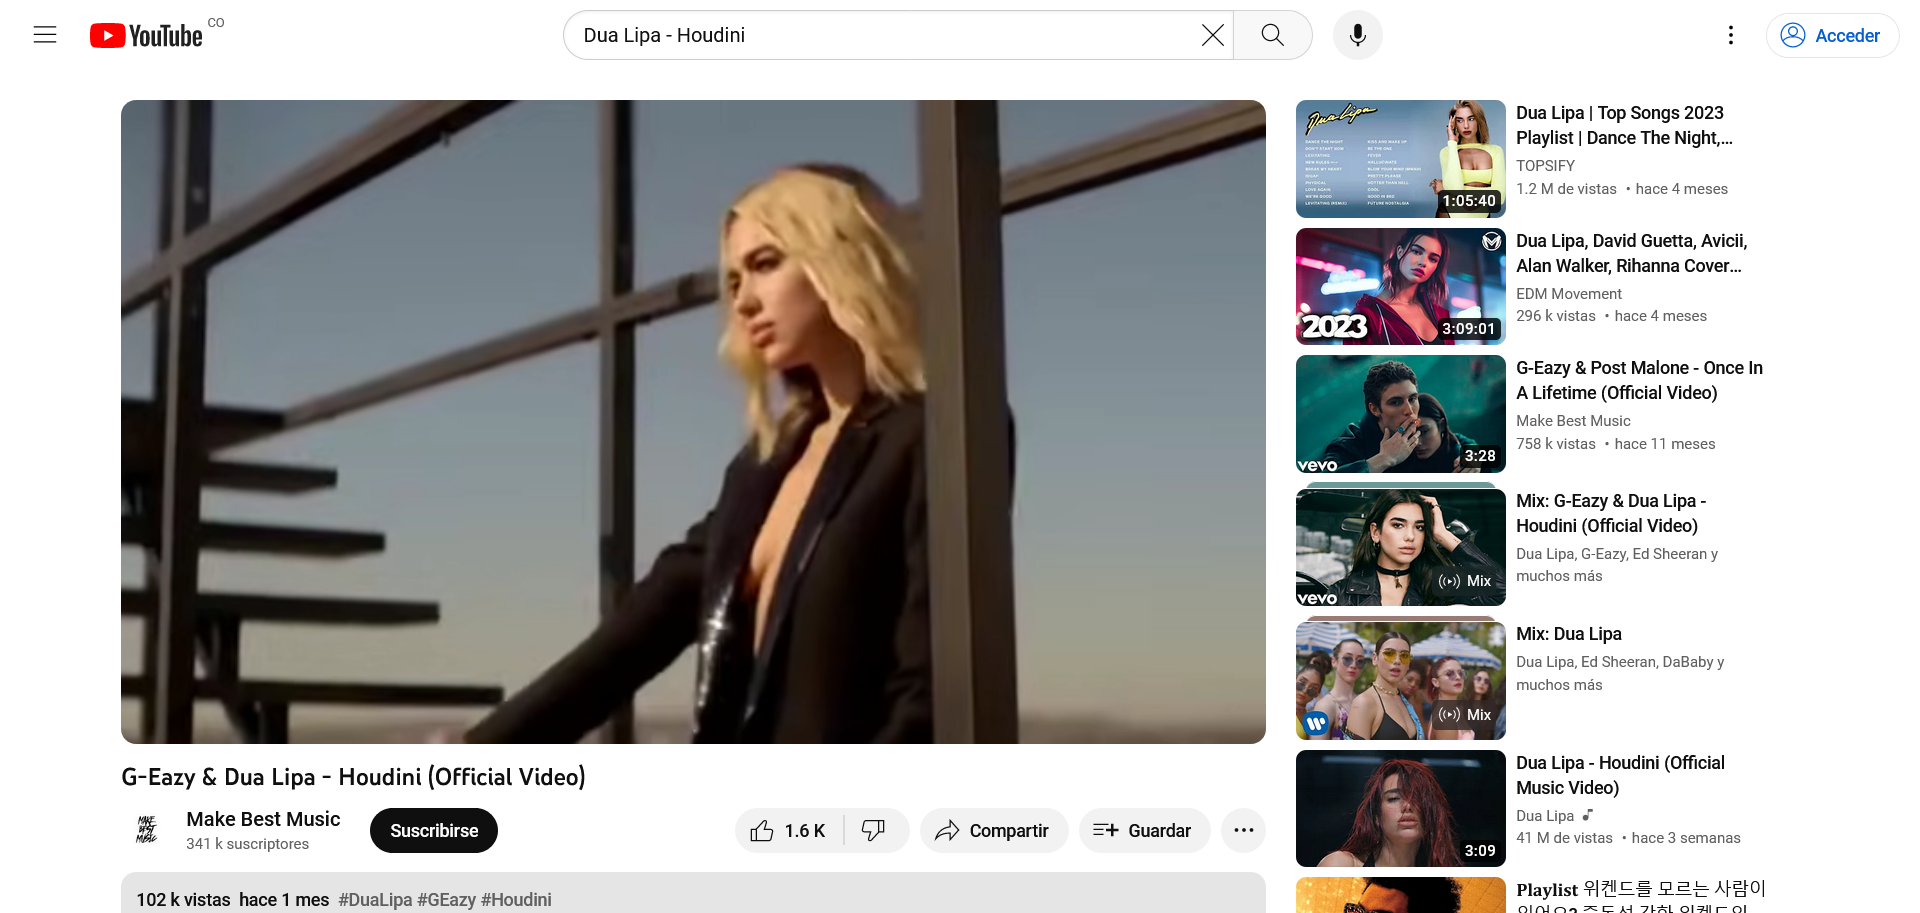 YouTube CO
Dua Lipa - Houdini
Acceder
G-Eazy & Dua Lipa - Houdini (Official Video)
MAKE
BEST
MUSIC
Make Best Music
341 k suscriptores
Suscribirse
1.6 K
Compartir
Guardar
102 k vistas hace 1 mes #DuaLipa #GEazy #Houdini
Dua Lipa
1:05:40
Dua Lipa | Top Songs 2023
Playlist | Dance The Night,...
TOPSIFY
1.2 M de vistas • hace 4 meses
2023
3:09:01
Dua Lipa, David Guetta, Avicii,
Alan Walker, Rihanna Cover...
EDM Movement
296 k vistas • hace 4 meses
vevo
3:28
G-Eazy & Post Malone - Once In
A Lifetime (Official Video)
Make Best Music
758 k vistas • hace 11 meses
vevo
Mix
Mix: G-Eazy & Dua Lipa -
Houdini (Official Video)
Dua Lipa, G-Eazy, Ed Sheeran y
muchos más
Mix
Mix: Dua Lipa
Dua Lipa, Ed Sheeran, DaBaby y
muchos más
3:09
Dua Lipa - Houdini (Official
Music Video)
Dua Lipa
41 M de vistas • hace 3 semanas
Playlist 위켄드를 모르는 사람이